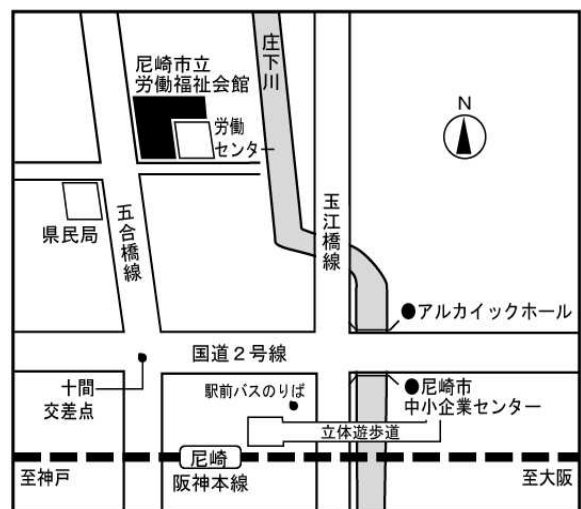 尼崎市立
労働福祉会館
労働
センター
庄下川
N
県民局
五合橋線
玉江橋線
●アルカイックホール
国道2号線
十間
交差点
駅前バスのりば
●尼崎市
中小企業センター
立体遊歩道
尼崎
至神戸
阪神本線
至大阪